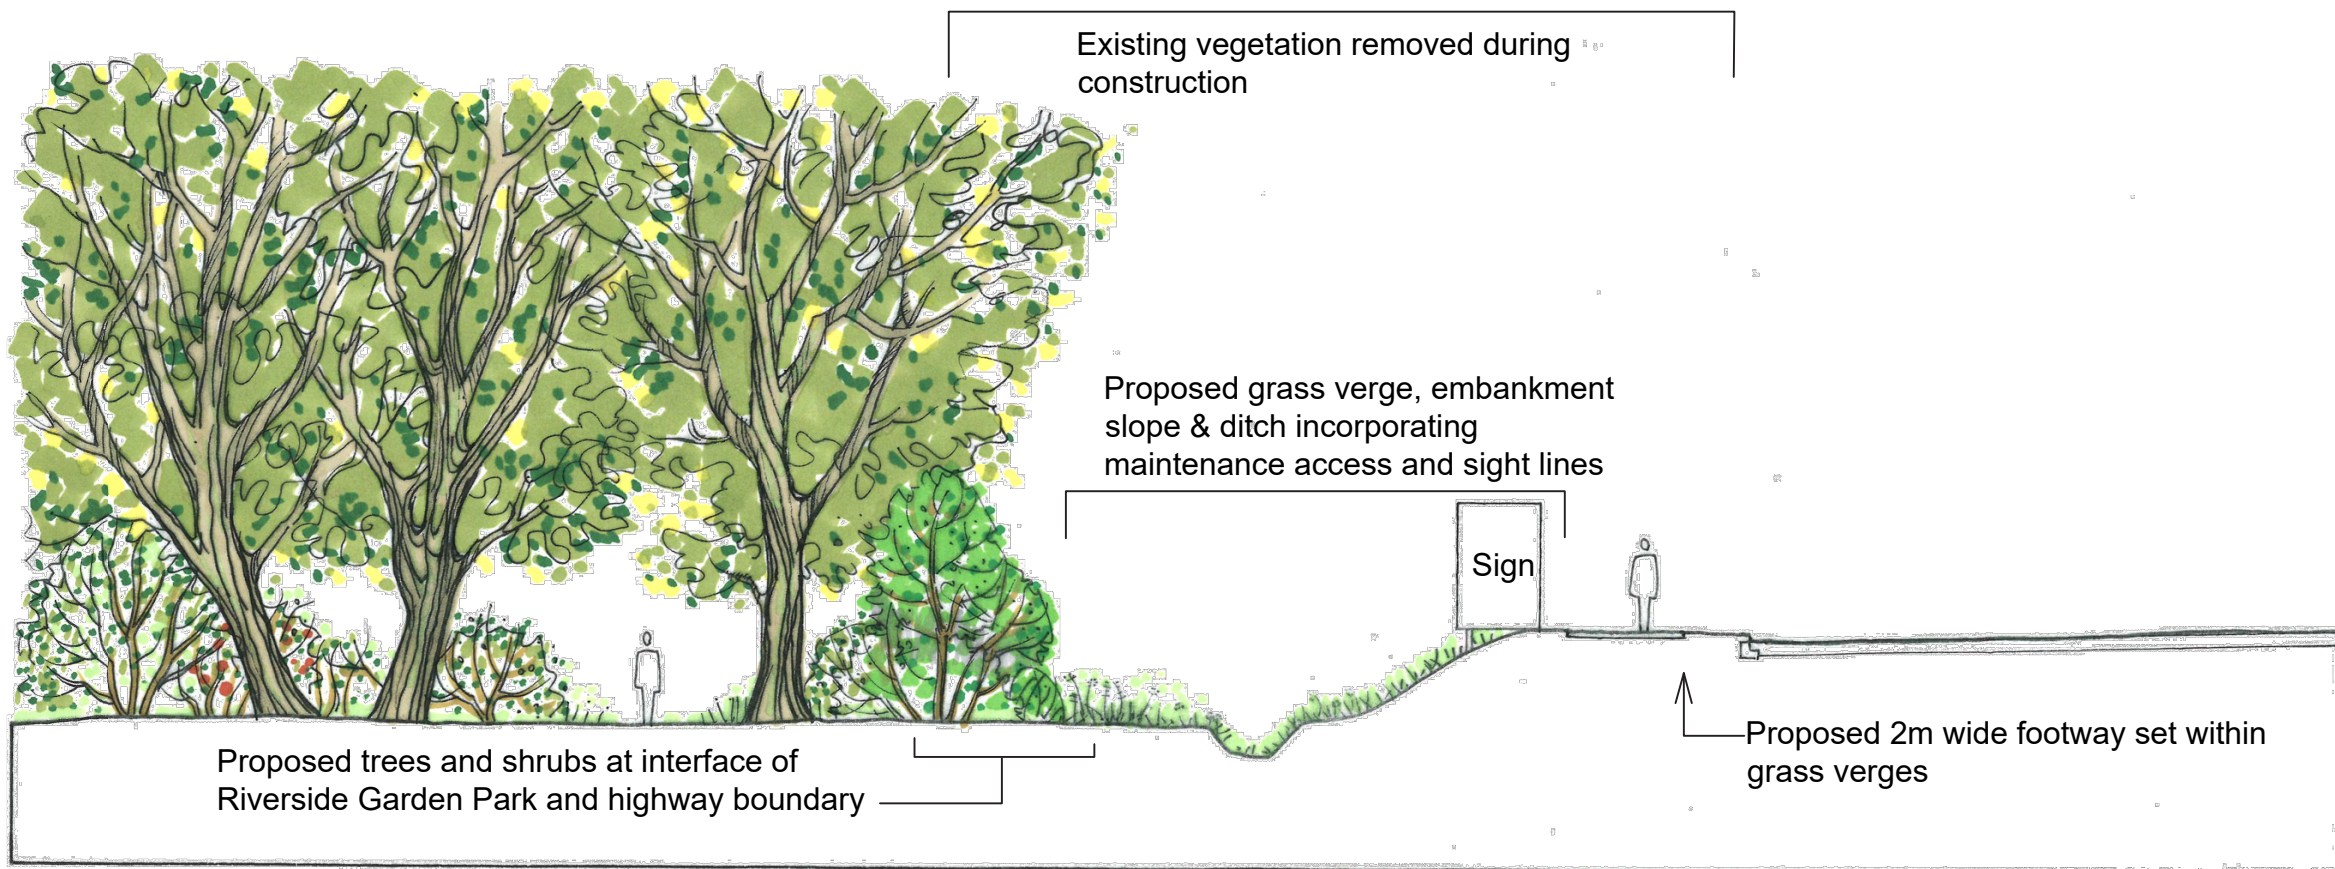 Existing vegetation removed during
construction
Proposed grass verge, embankment
slope & ditch incorporating
maintenance access and sight lines
Sign
Proposed 2m wide footway set within
grass verges
Proposed trees and shrubs at interface of
Riverside Garden Park and highway boundary